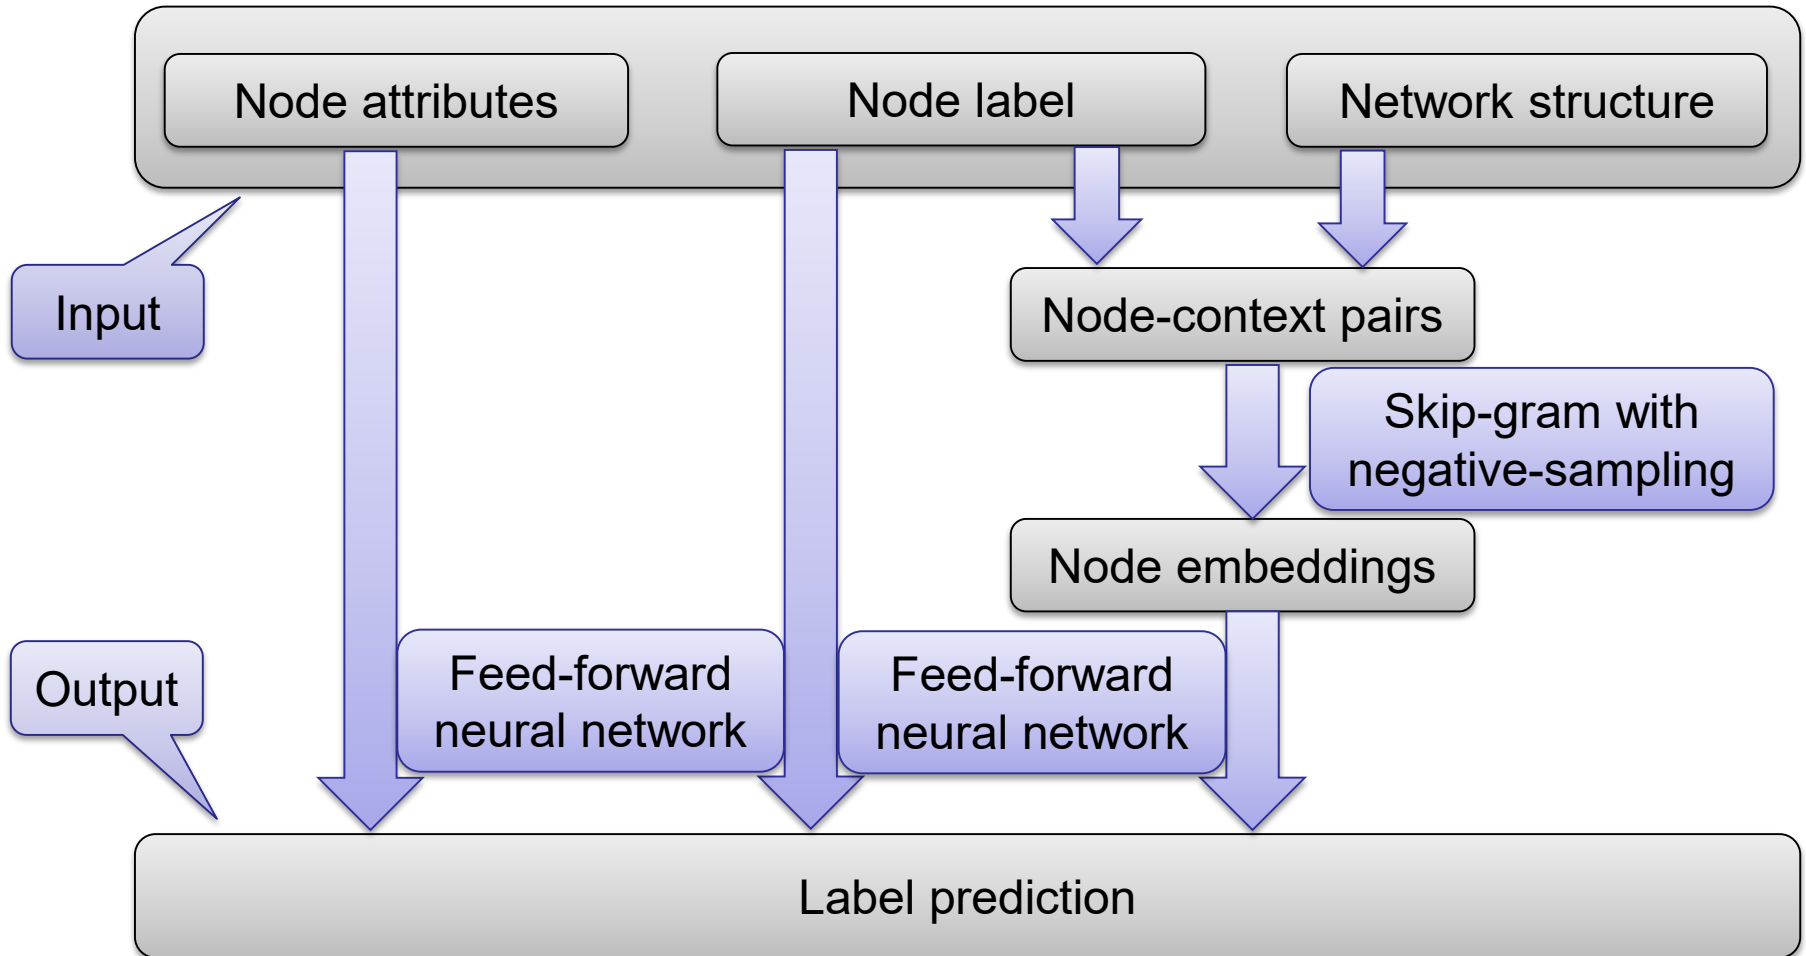 Node attributes
Node label
Network structure
Input
Node-context pairs
Skip-gram with
negative-sampling
Node embeddings
Output
Feed-forward
neural network
Feed-forward
neural network
Label prediction